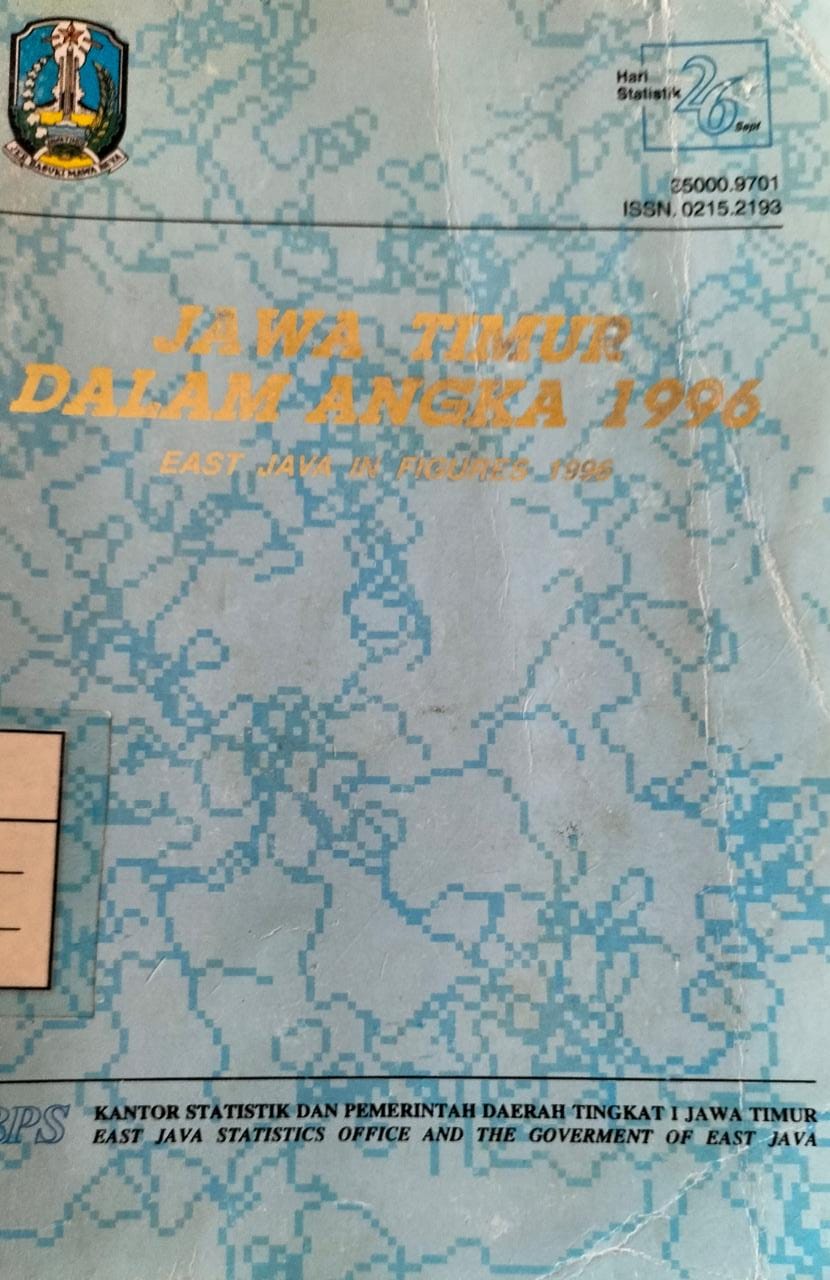 Hari
Statistik 26
Sept
35000.9701
ISSN. 0215.2193
JAWA TIMUR
DALAM ANGKA 1996
EAST JAVA IN FIGURES 1996
BPS
KANTOR STATISTIK DAN PEMERINTAH DAERAH TINGKAT I JAWA TIMUR
EAST JAVA STATISTICS OFFICE AND THE GOVERMENT OF EAST JAVA